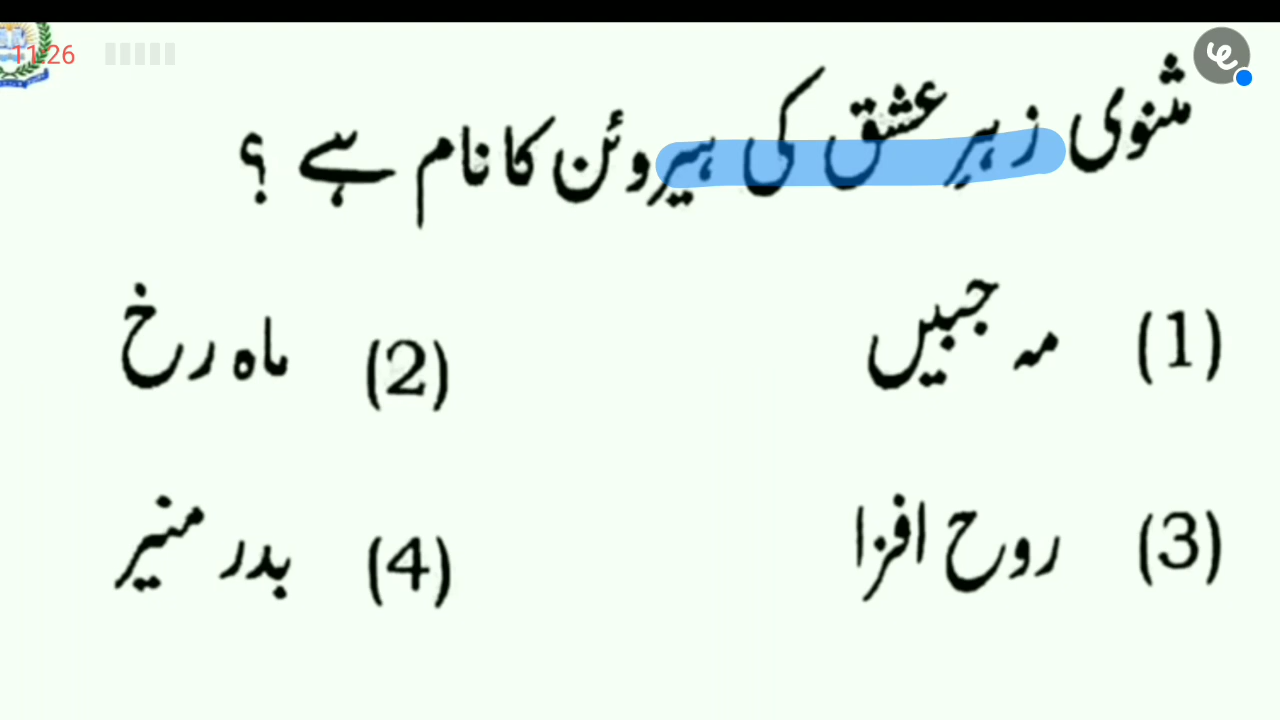 11:26
مثنوی زہرِ عشق کی ہیروئن کا نام ہے ؟
(1) مہ جبیں (2) ماہ رخ
(3) روح افزا (4) بدر منیر